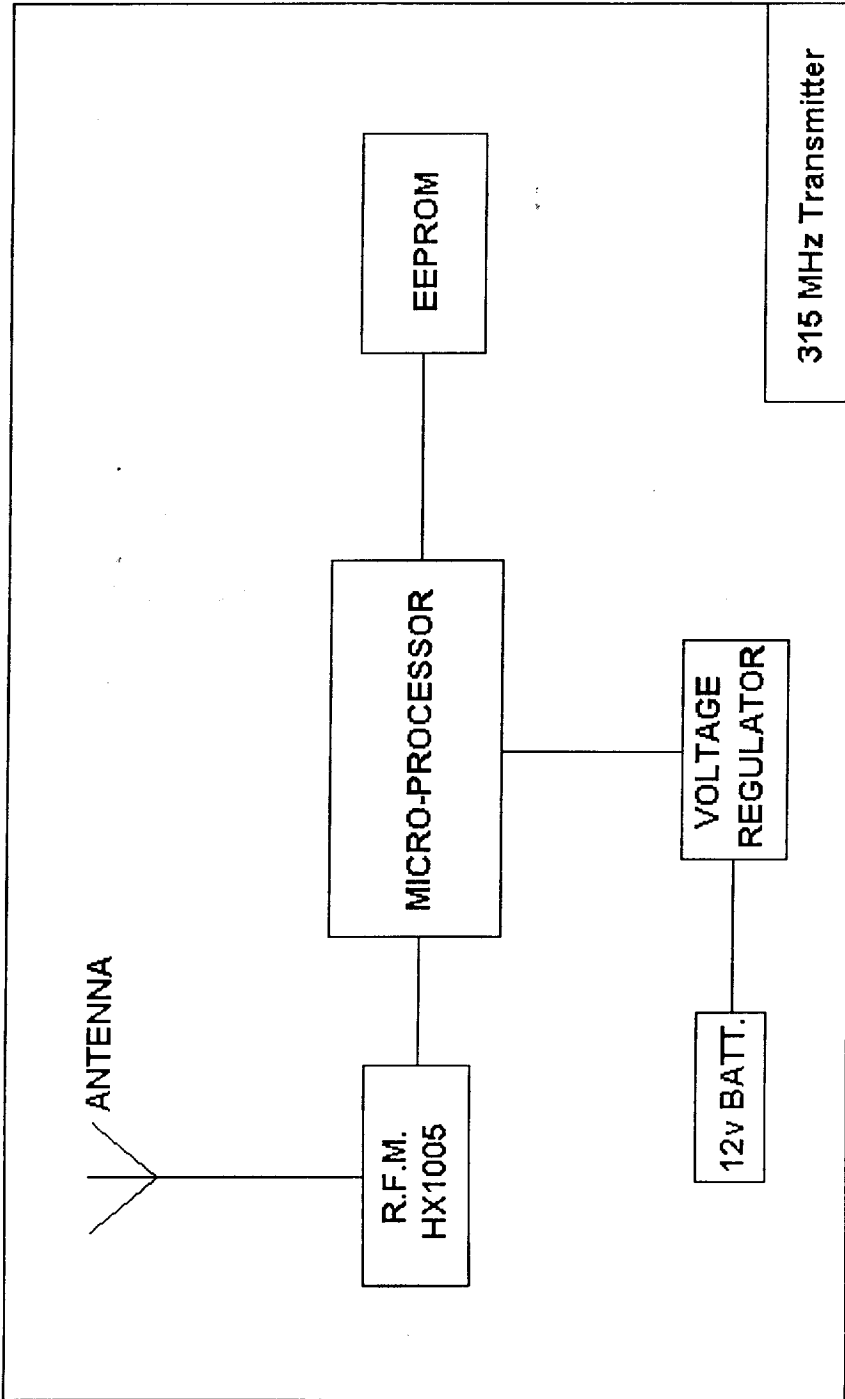 ANTENNA
R.F.M.
HX1005
MICRO-PROCESSOR
EEPROM
12v BATT.
VOLTAGE
REGULATOR
315 MHz Transmitter